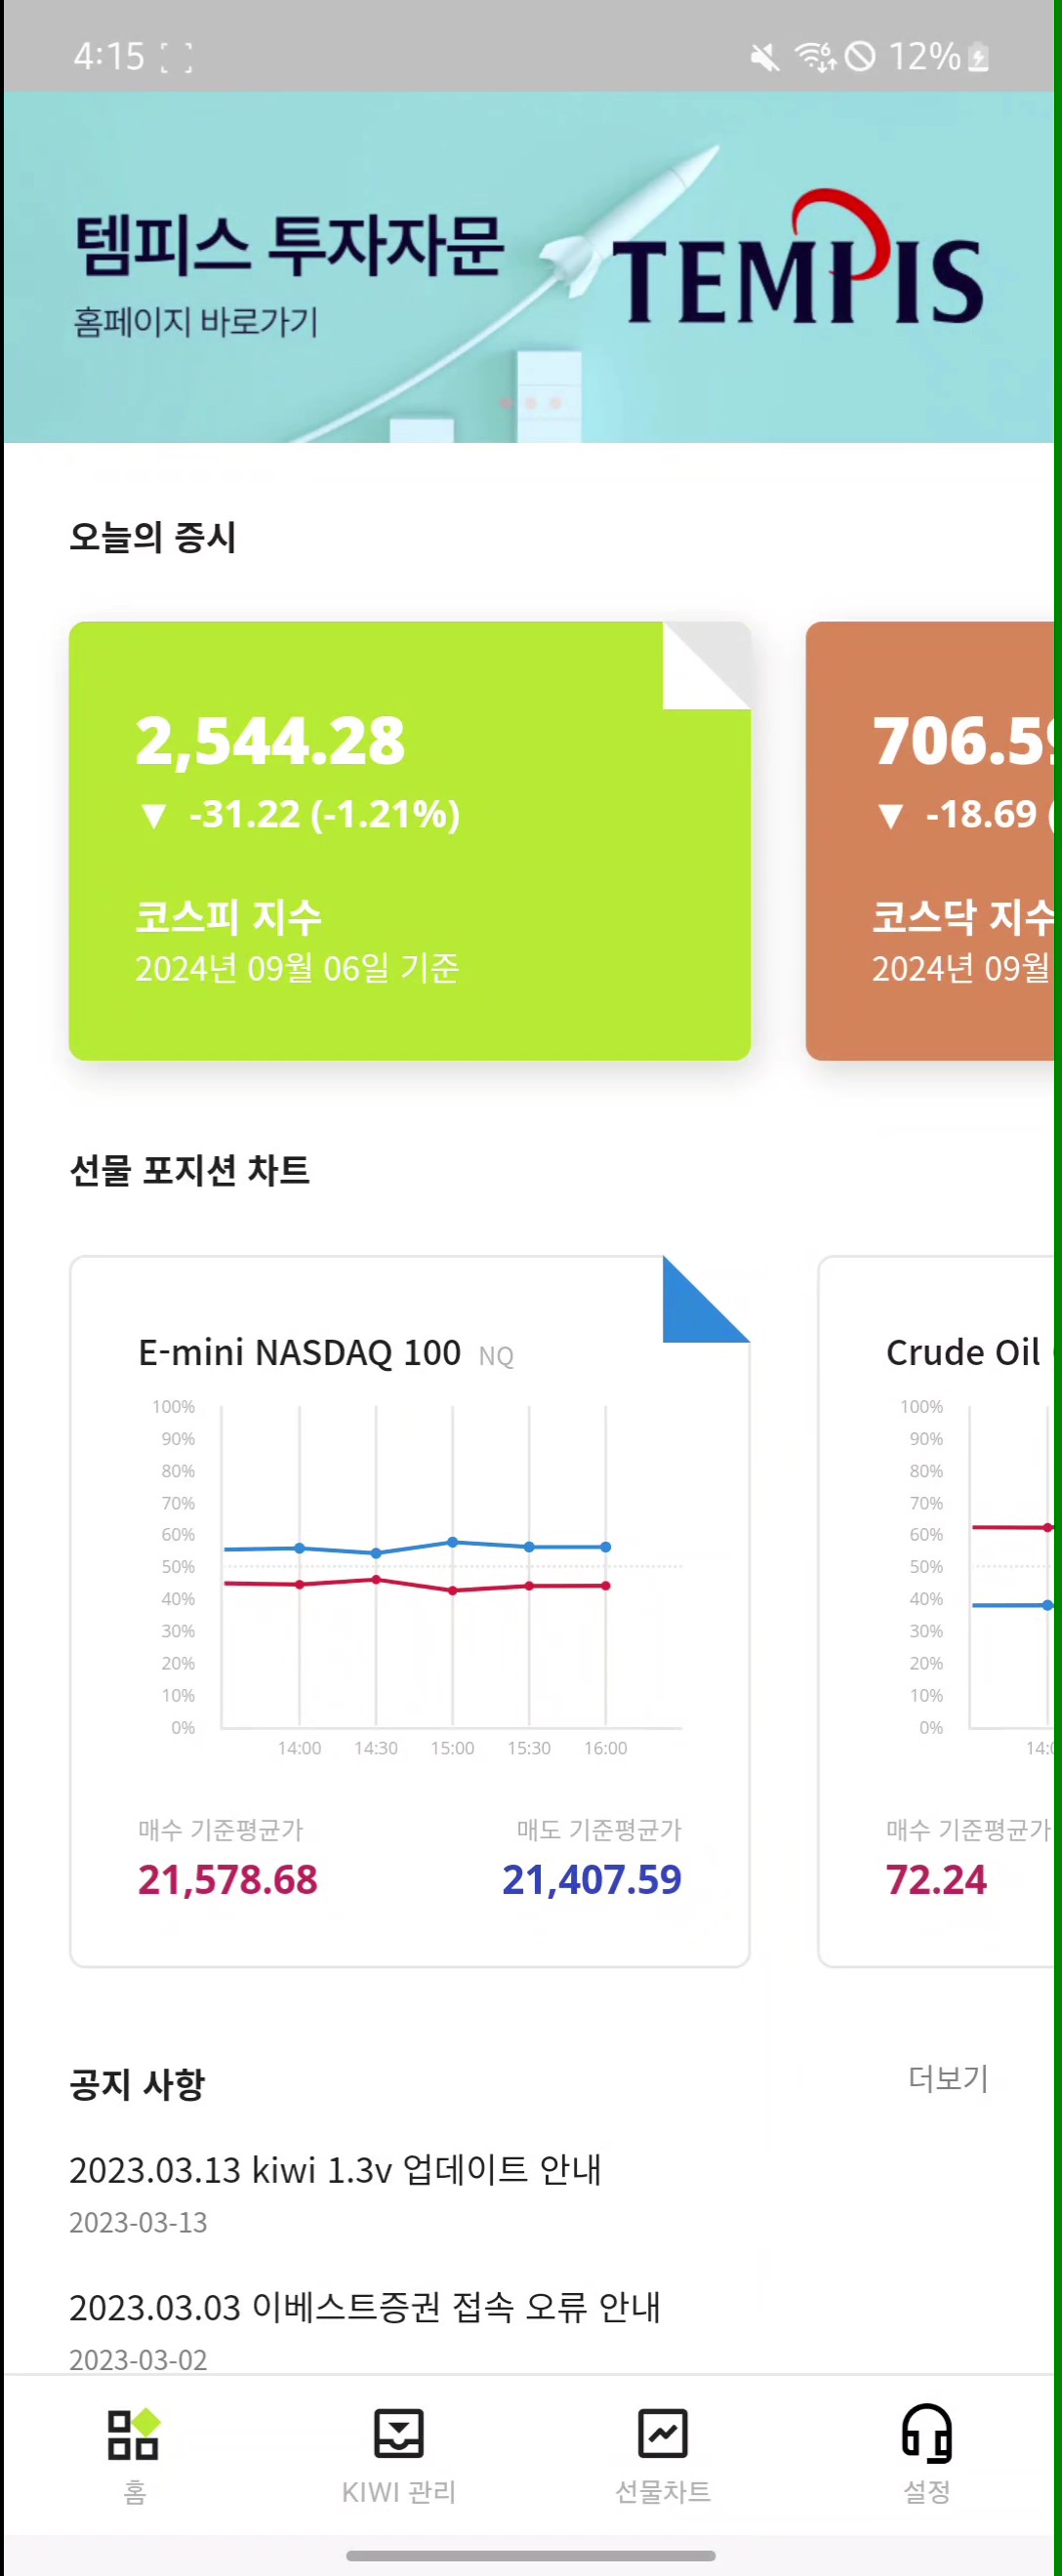 4:15
12%
템피스 투자자문
홈페이지 바로가기
TEMPIS
오늘의 증시
2,544.28
▼ -31.22 (-1.21%)
코스피 지수
2024년 09월 06일 기준
706.5
▼ -18.69 (
코스닥 지수
2024년 09월
선물 포지션 차트
E-mini NASDAQ 100 NQ
100%
90%
80%
70%
60%
50%
40%
30%
20%
10%
0%
14:00 14:30 15:00 15:30 16:00
매수 기준평균가
21,578.68
매도 기준평균가
21,407.59
Crude Oil
100%
90%
80%
70%
60%
50%
40%
30%
20%
10%
0%
14:0
매수 기준평균가
72.24
공지 사항
더보기
2023.03.13 kiwi 1.3v 업데이트 안내
2023-03-13
2023.03.03 이베스트증권 접속 오류 안내
2023-03-02
홈
KIWI 관리
선물차트
설정